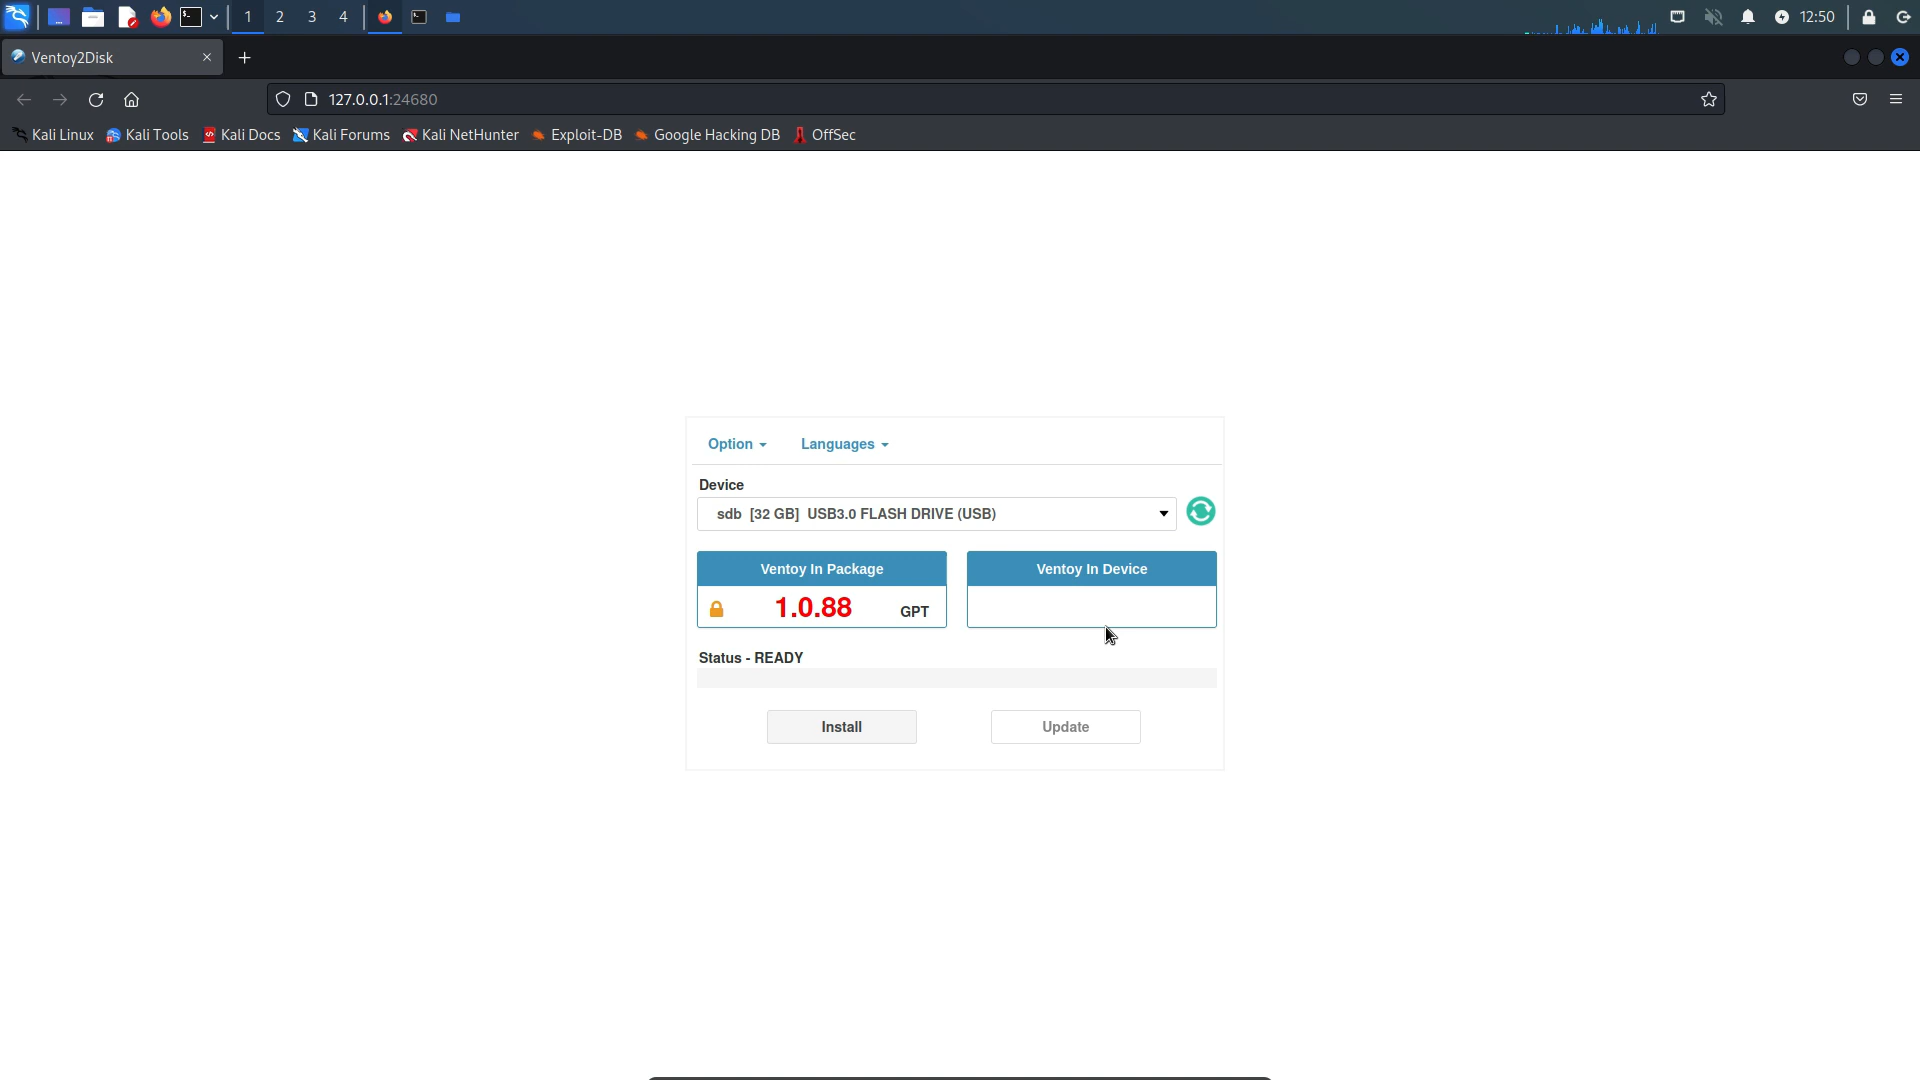 1 2 3 4 12:50
Ventoy2Disk
127.0.0.1:24680
Kali Linux Kali Tools Kali Docs Kali Forums Kali NetHunter Exploit-DB Google Hacking DB OffSec
Option Languages
Device
sdb [32 GB] USB3.0 FLASH DRIVE (USB)
Ventoy In Package Ventoy In Device
1.0.88 GPT
Status - READY
Install Update